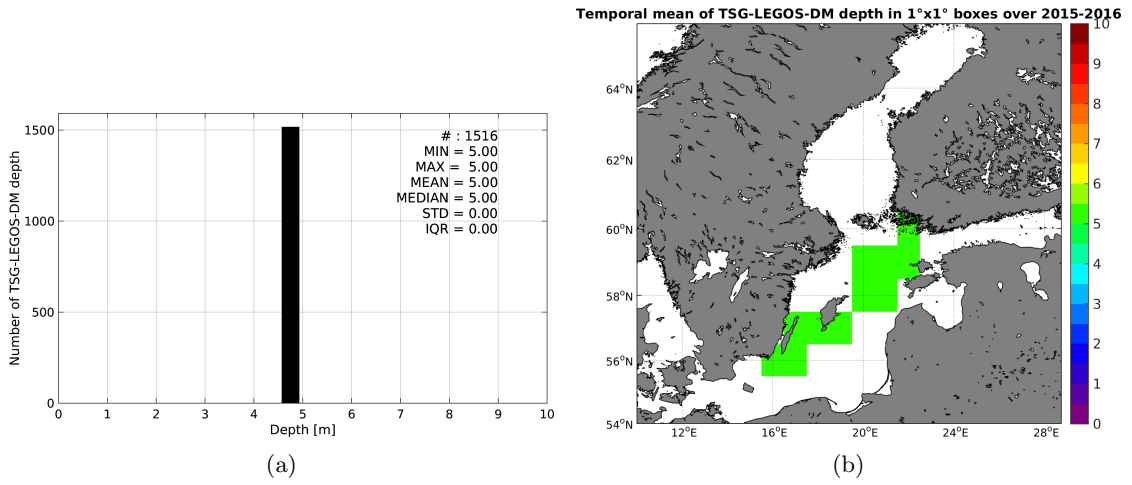 Temporal mean of TSG-LEGOS-DM depth in 1°x1° boxes over 2015-2016
Number of TSG-LEGOS-DM depth
1500
1000
500
0
# : 1516
MIN = 5.00
MAX = 5.00
MEAN = 5.00
MEDIAN = 5.00
STD = 0.00
IQR = 0.00
0 1 2 3 4 5 6 7 8 9 10
Depth [m]
(a)
64°N
62°N
60°N
58°N
56°N
54°N
12°E 16°E 20°E 24°E 28°E
10
9
8
7
6
5
4
3
2
1
0
(b)